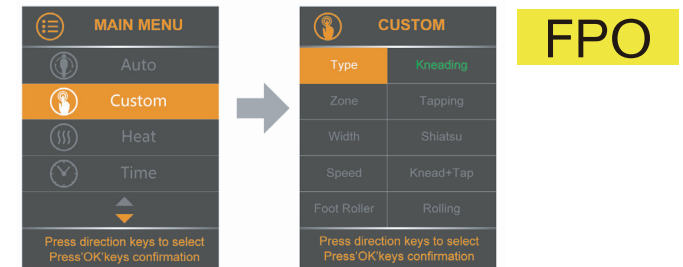 MAIN MENU
Auto
Custom
Heat
Time
Press direction keys to select
Press'OK'keys confirmation
CUSTOM
Type Kneading
Zone Tapping
Width Shiatsu
Speed Knead+Tap
Foot Roller Rolling
Press direction keys to select
Press'OK'keys confirmation
FPO